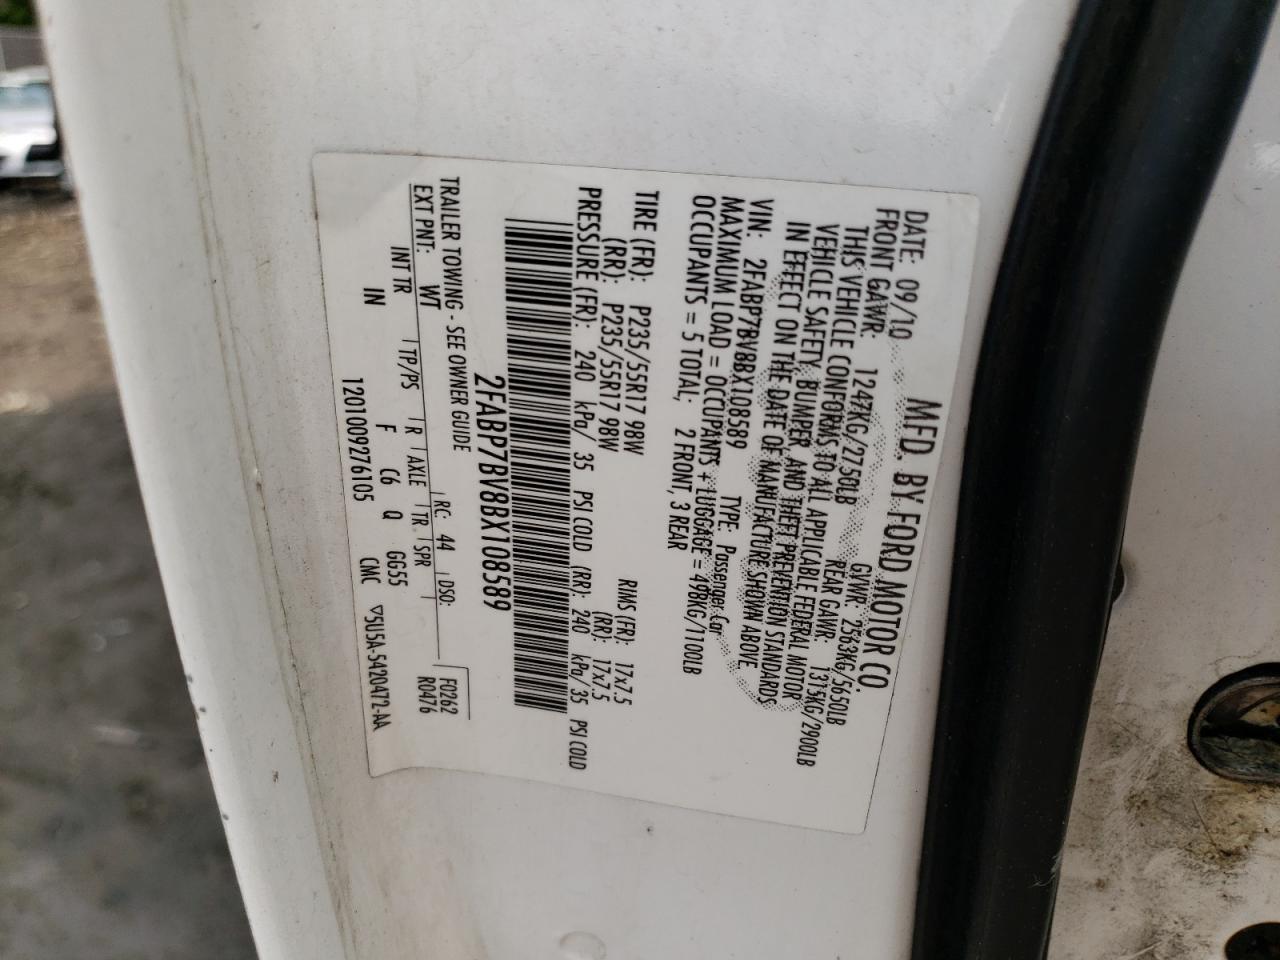 MFD. BY FORD MOTOR CO.
DATE: 09/10 GVWR: 2563KG/5650LB
FRONT GAWR: 1247KG/2750LB REAR GAWR: 1315KG/2900LB
THIS VEHICLE CONFORMS TO ALL APPLICABLE FEDERAL MOTOR
VEHICLE SAFETY, BUMPER, AND THEFT PREVENTION STANDARDS
IN EFFECT ON THE DATE OF MANUFACTURE SHOWN ABOVE.
VIN: 2FABP7BV8BX108589 TYPE: Passenger Car
MAXIMUM LOAD = OCCUPANTS + LUGGAGE = 498KG/1100LB
OCCUPANTS = 5 TOTAL; 2 FRONT, 3 REAR
TIRE (FR): P235/55R17 98W RIMS (FR): 17x7.5
(RR): P235/55R17 98W (RR): 17x7.5
PRESSURE (FR): 240 kPa/ 35 PSI COLD (RR): 240 kPa/35 PSI COLD
2FABP7BV8BX108589
TRAILER TOWING - SEE OWNER GUIDE F0262
EXT PNT: WT RC: 44 DSO: R0476
INT TR TP/PS R AXLE TR SPR
IN F C6 Q GG55
1201009276105 CMC ▽5U5A-5420472-AA